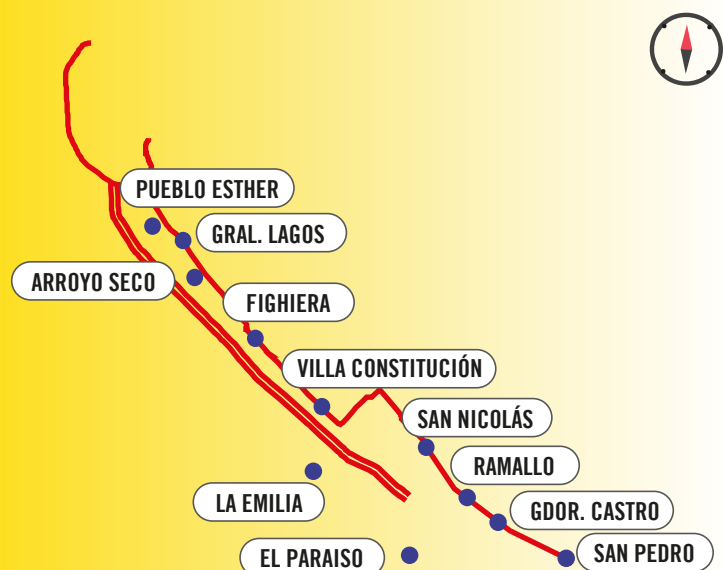 PUEBLO ESTHER
GRAL. LAGOS
ARROYO SECO
FIGHIERA
VILLA CONSTITUCIÓN
SAN NICOLÁS
RAMALLO
LA EMILIA
GDOR. CASTRO
EL PARAISO
SAN PEDRO